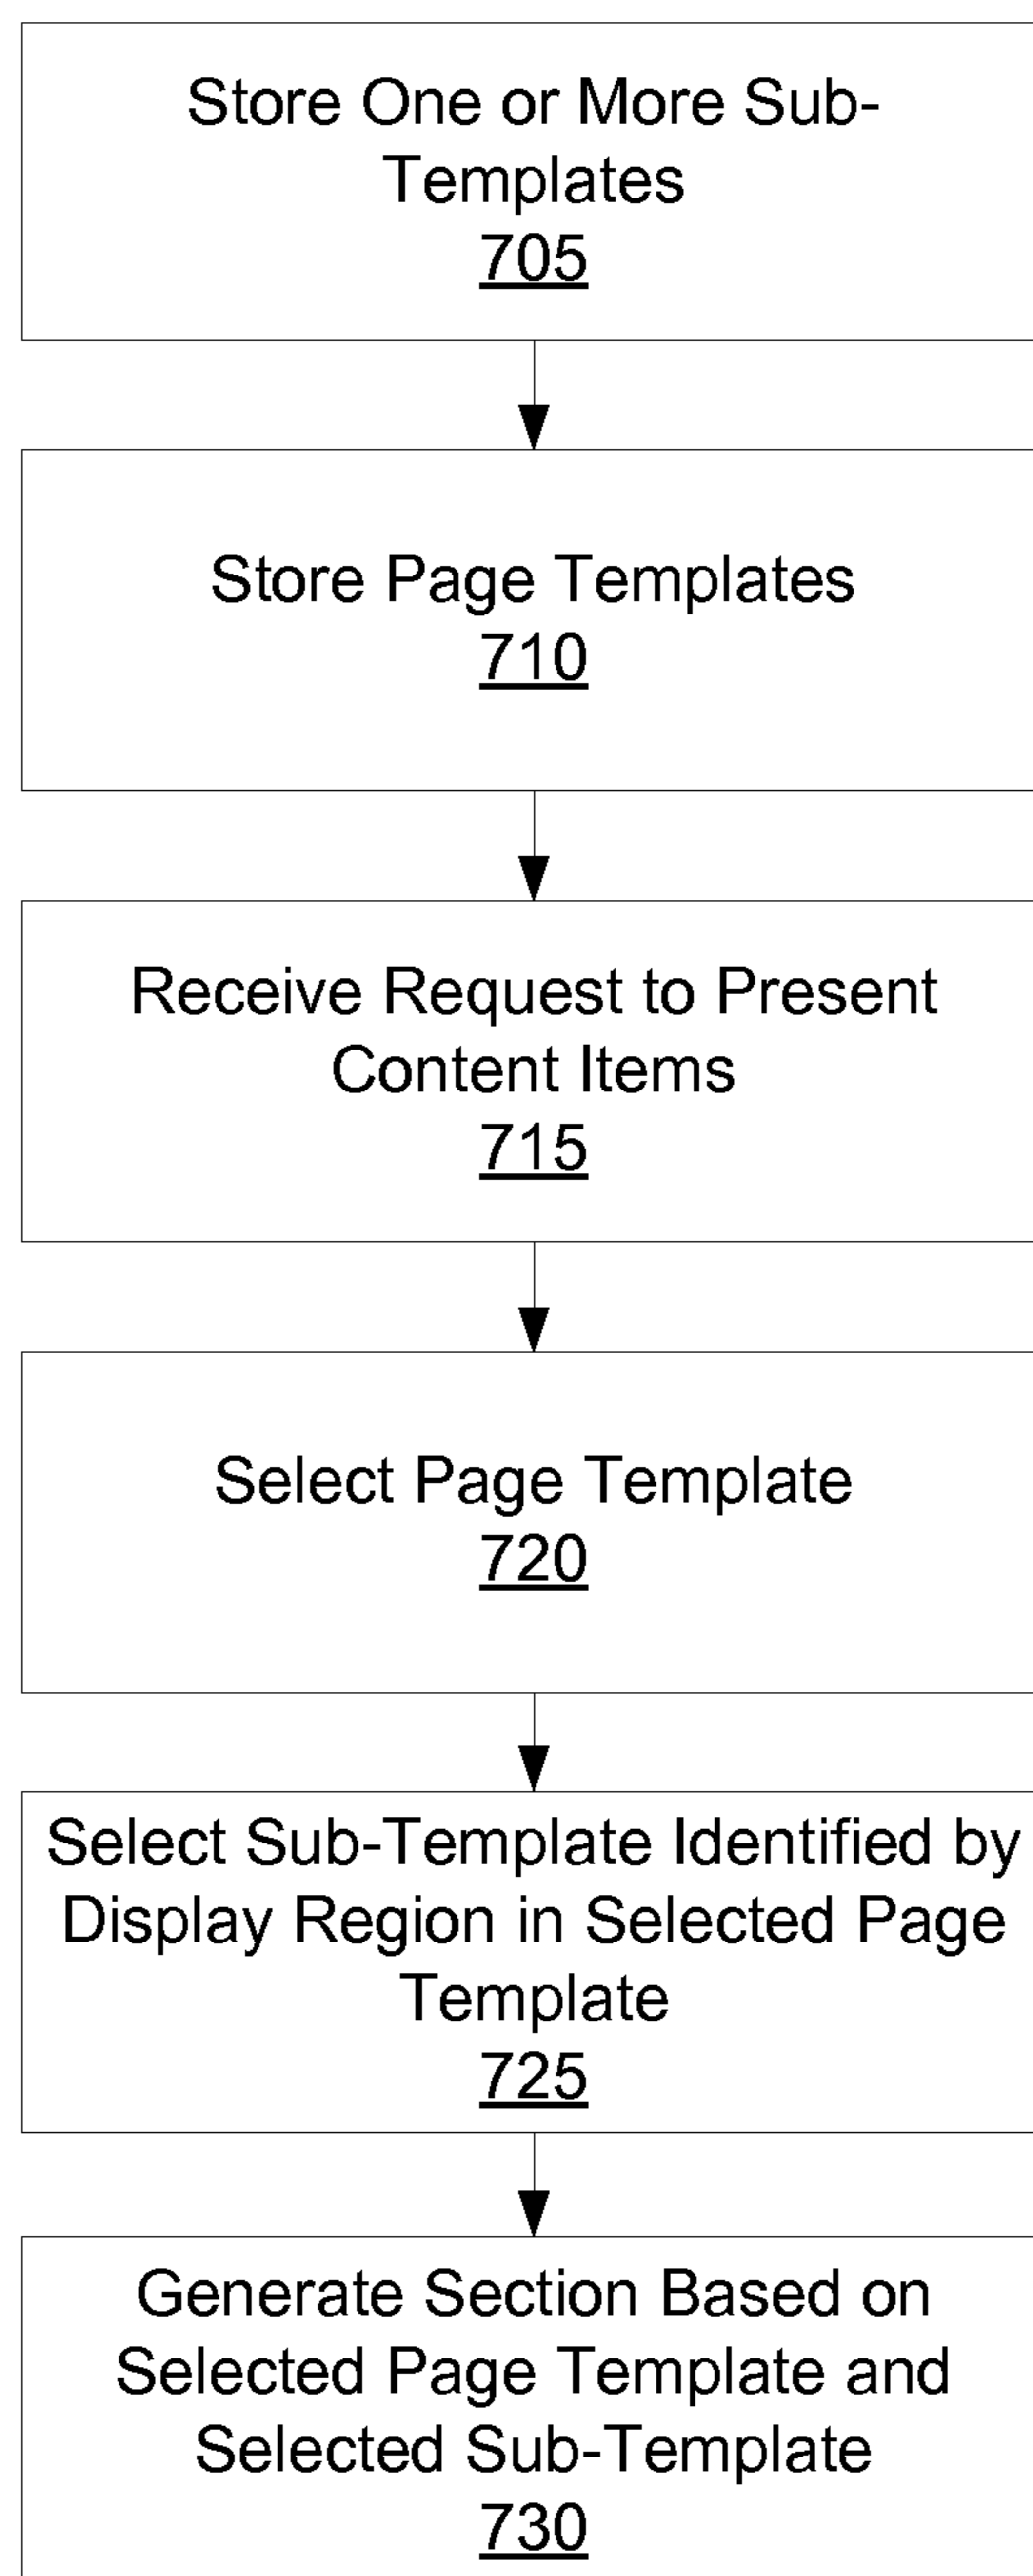 Store One or More Sub-
Templates
705
Store Page Templates
710
Receive Request to Present
Content Items
715
Select Page Template
720
Select Sub-Template Identified by
Display Region in Selected Page
Template
725
Generate Section Based on
Selected Page Template and
Selected Sub-Template
730